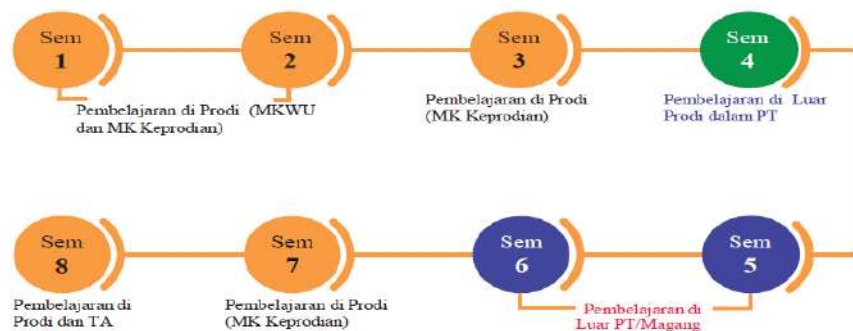 Sem
1
Sem
2
Sem
3
Sem
4
Pembelajaran di Prodi (MKWU
dan MK Keprodian)
Pembelajaran di Prodi
(MK Keprodian)
Pembelajaran di Luar
Prodi dalam PT
Sem
8
Sem
7
Sem
6
Sem
5
Pembelajaran di
Prodi dan TA
Pembelajaran di Prodi
(MK Keprodian)
Pembelajaran di
Luar PT/Magang